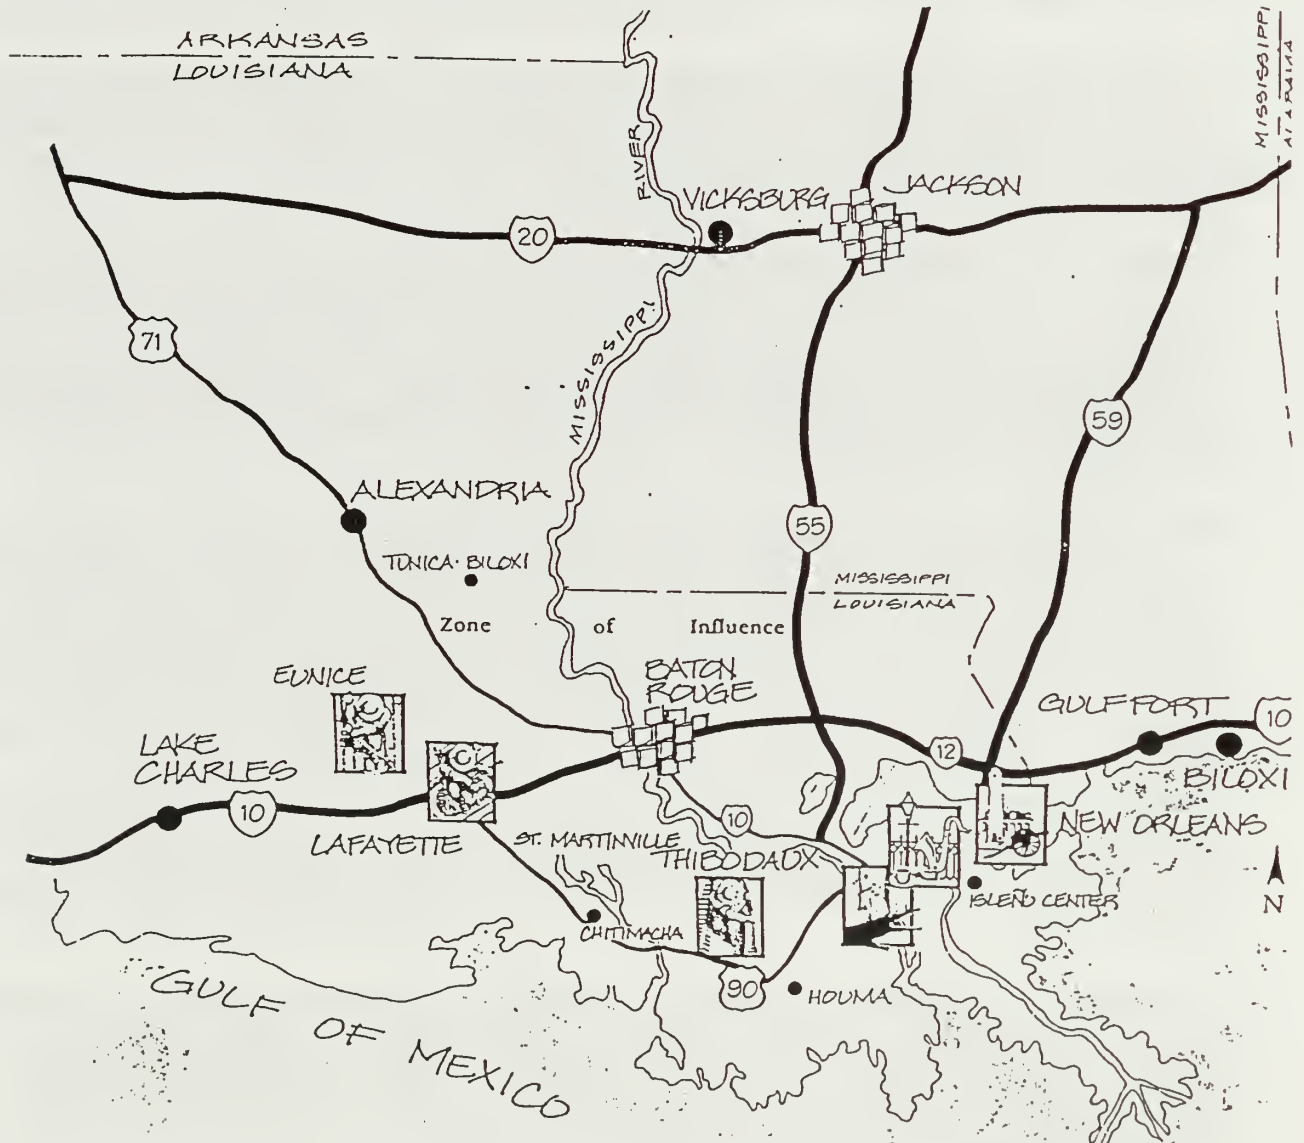 ARKANSAS
LOUISIANA
MISSISSIPPI
ALABAMA
RIVER
VICKSBURG
JACKSON
20
MISSISSIPPI
71
59
ALEXANDRIA
55
TUNICA·BILOXI
MISSISSIPPI
LOUISIANA
Zone of Influence
EUNICE
BATON
ROUGE
GULFFORT
10
LAKE
CHARLES
12
BILOXI
10
10
NEW ORLEANS
LAFAYETTE
ST. MARTINVILLE
THIBODAUX
ISLEÑO CENTER
N
CHITIMACHA
90
HOUMA
GULF OF MEXICO